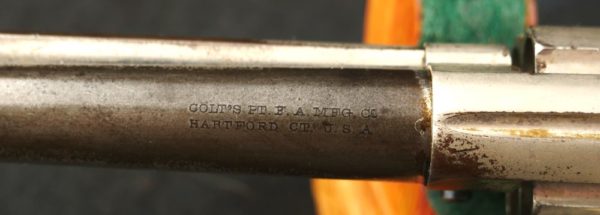 COLT'S PT. F. A. MFG. CO
HARTFORD CT. U. S. A